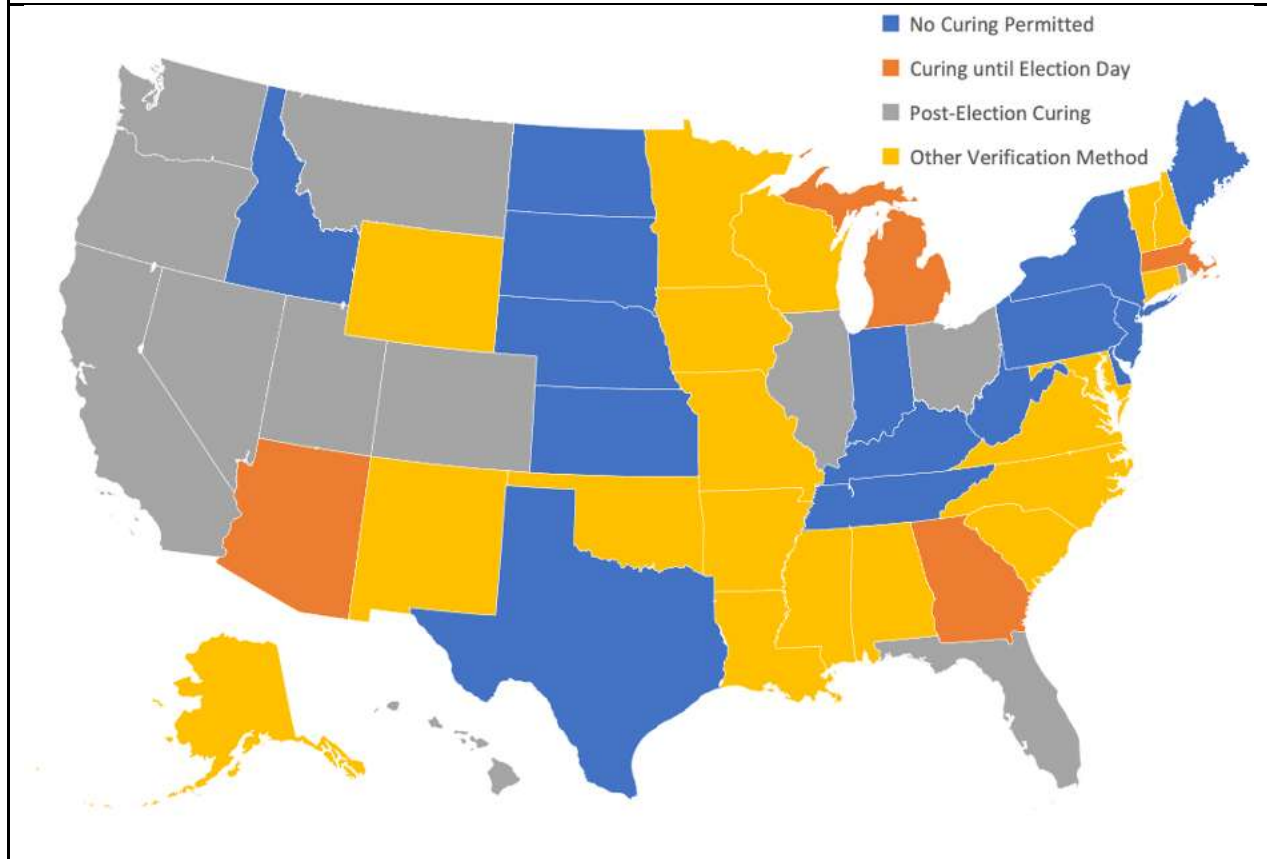 No Curing Permitted
Curing until Election Day
Post-Election Curing
Other Verification Method